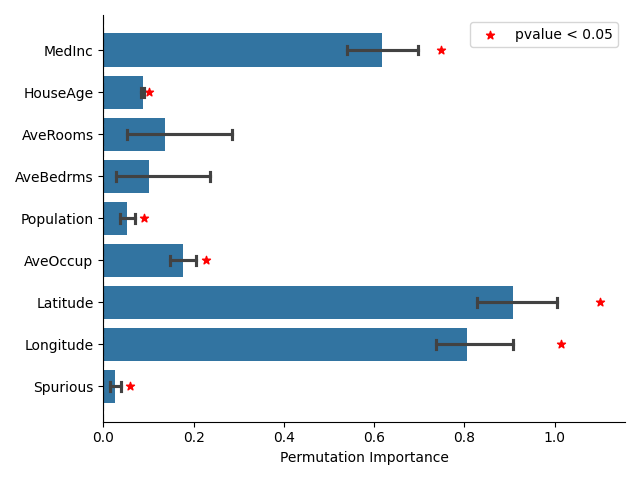 pvalue < 0.05
MedInc
HouseAge
AveRooms
AveBedrms
Population
AveOccup
Latitude
Longitude
Spurious
0.0 0.2 0.4 0.6 0.8 1.0
Permutation Importance